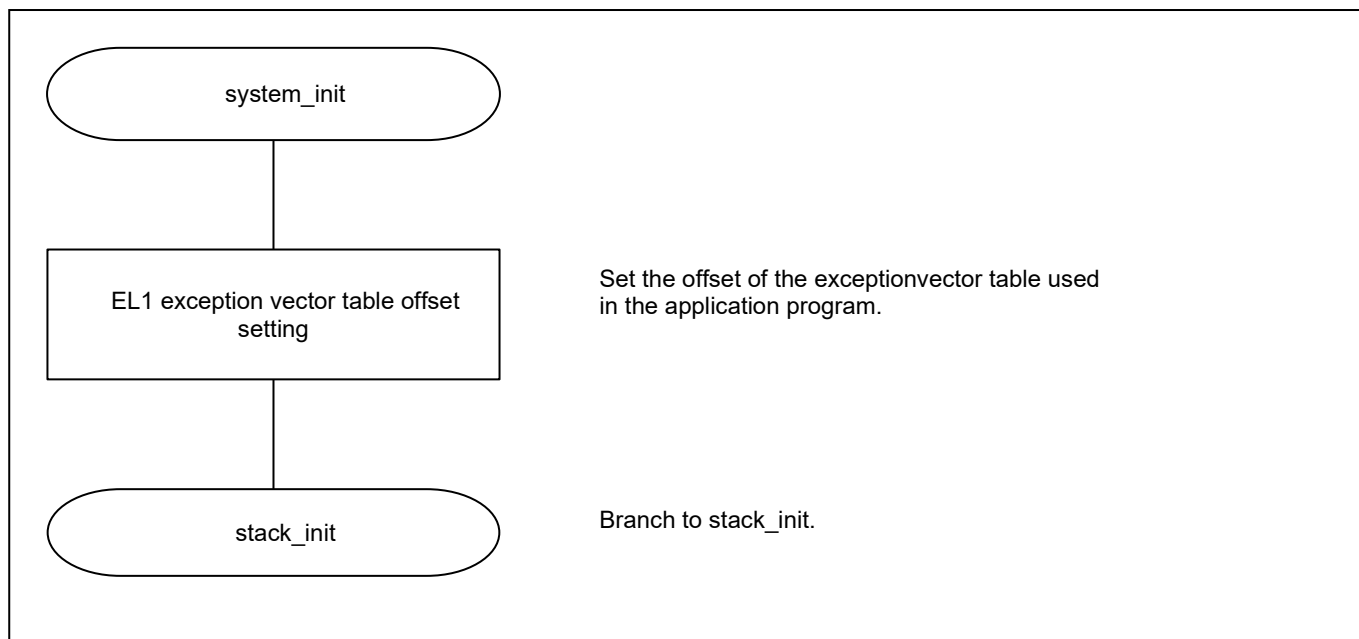 system_init
EL1 exception vector table offset
setting
Set the offset of the exceptionvector table used
in the application program.
stack_init
Branch to stack_init.